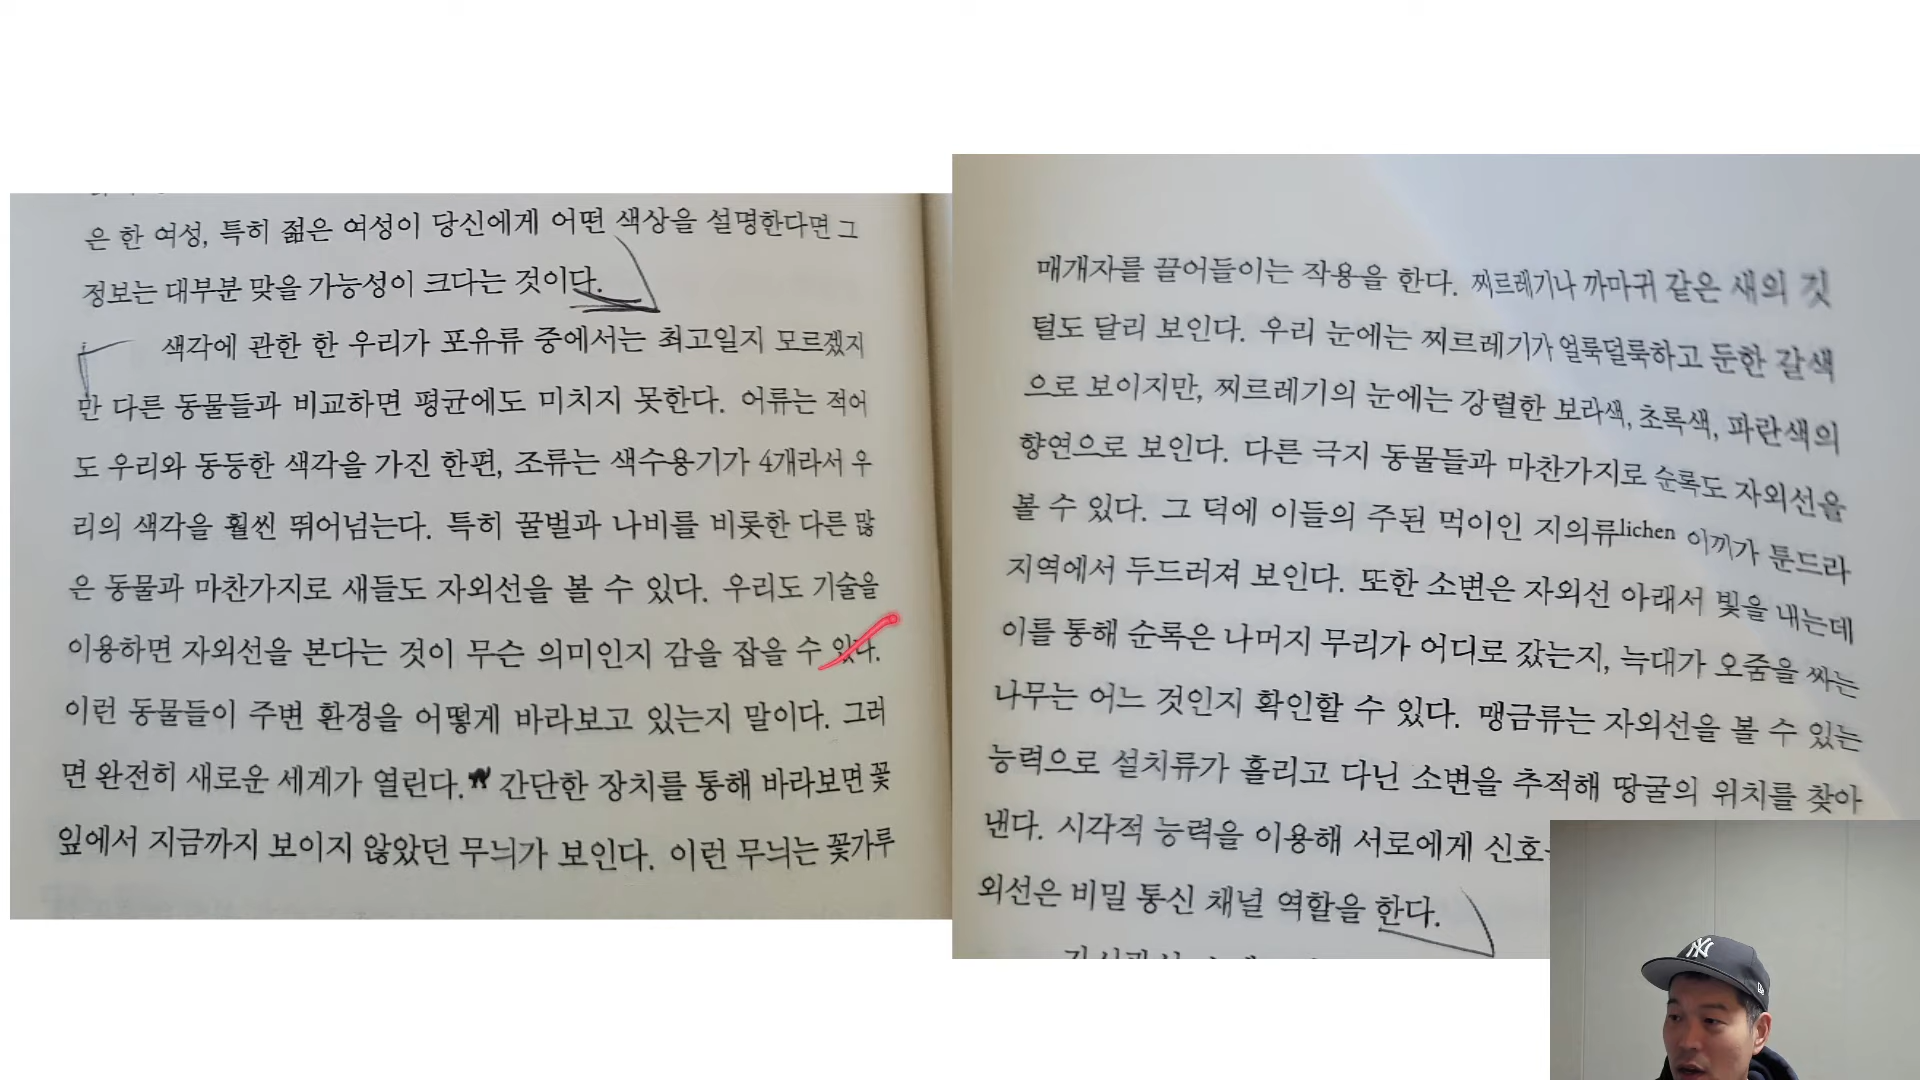 은 한 여성, 특히 젊은 여성이 당신에게 어떤 색상을 설명한다면 그
정보는 대부분 맞을 가능성이 크다는 것이다.
색각에 관한 한 우리가 포유류 중에서는 최고일지 모르겠지
만 다른 동물들과 비교하면 평균에도 미치지 못한다. 어류는 적어
도 우리와 동등한 색각을 가진 한편, 조류는 색수용기가 4개라서 우
리의 색각을 훨씬 뛰어넘는다. 특히 꿀벌과 나비를 비롯한 다른 많
은 동물과 마찬가지로 새들도 자외선을 볼 수 있다. 우리도 기술을
이용하면 자외선을 본다는 것이 무슨 의미인지 감을 잡을 수 있다.
이런 동물들이 주변 환경을 어떻게 바라보고 있는지 말이다. 그러
면 완전히 새로운 세계가 열린다. 간단한 장치를 통해 바라보면 꽃
잎에서 지금까지 보이지 않았던 무늬가 보인다. 이런 무늬는 꽃가루
매개자를 끌어들이는 작용을 한다. 찌르레기나 까마귀 같은 새의 깃
털도 달리 보인다. 우리 눈에는 찌르레기가 얼룩덜룩하고 둔한 갈색
으로 보이지만, 찌르레기의 눈에는 강렬한 보라색, 초록색, 파란색의
향연으로 보인다. 다른 극지 동물들과 마찬가지로 순록도 자외선을
볼 수 있다. 그 덕에 이들의 주된 먹이인 지의류lichen 이끼가 툰드라
지역에서 두드러져 보인다. 또한 소변은 자외선 아래서 빛을 내는데
이를 통해 순록은 나머지 무리가 어디로 갔는지, 늑대가 오줌을 싸는
나무는 어느 것인지 확인할 수 있다. 맹금류는 자외선을 볼 수 있는
능력으로 설치류가 흘리고 다닌 소변을 추적해 땅굴의 위치를 찾아
낸다. 시각적 능력을 이용해 서로에게 신호
외선은 비밀 통신 채널 역할을 한다.
NY